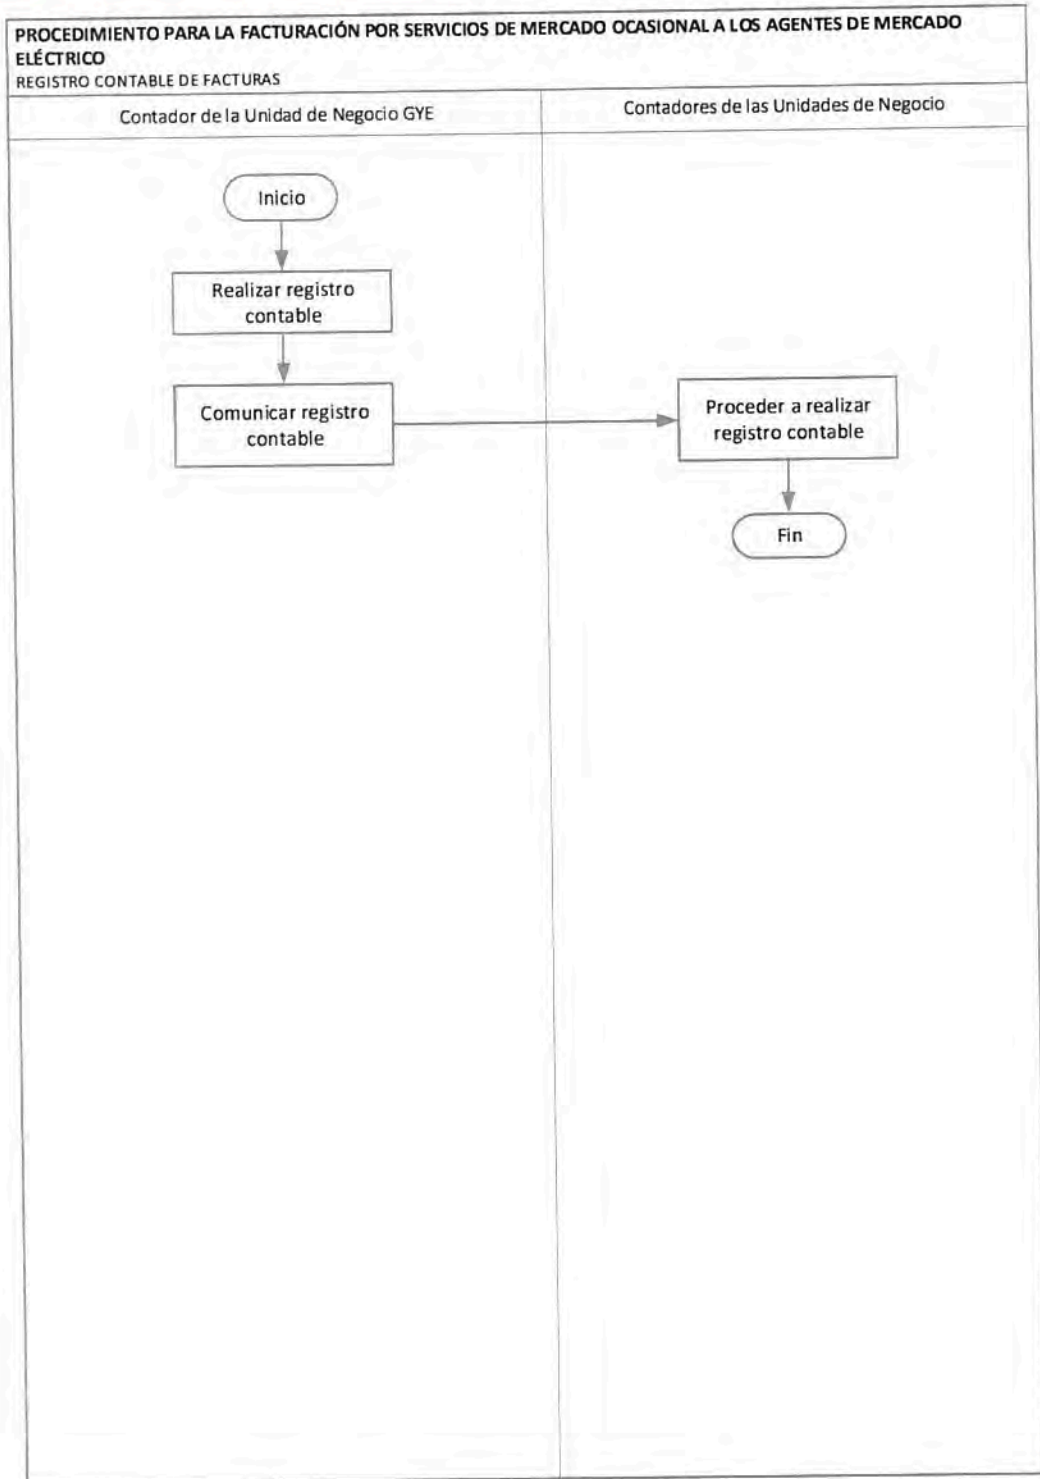 PROCEDIMIENTO PARA LA FACTURACIÓN POR SERVICIOS DE MERCADO OCASIONAL A LOS AGENTES DE MERCADO
ELÉCTRICO
REGISTRO CONTABLE DE FACTURAS
Contador de la Unidad de Negocio GYE
Contadores de las Unidades de Negocio
Inicio
Realizar registro
contable
Comunicar registro
contable
Proceder a realizar
registro contable
Fin